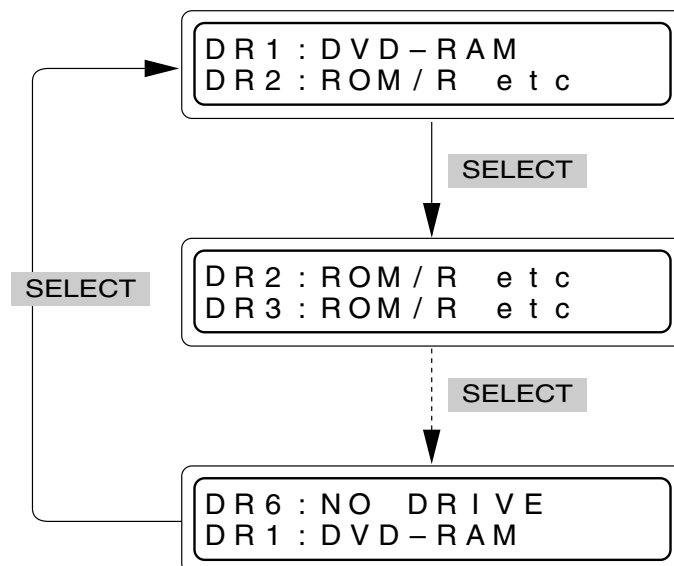 DR1:DVD–RAM
DR2:ROM/R etc
SELECT
DR2:ROM/R etc
DR3:ROM/R etc
SELECT
SELECT
DR6:NO DRIVE
DR1:DVD–RAM